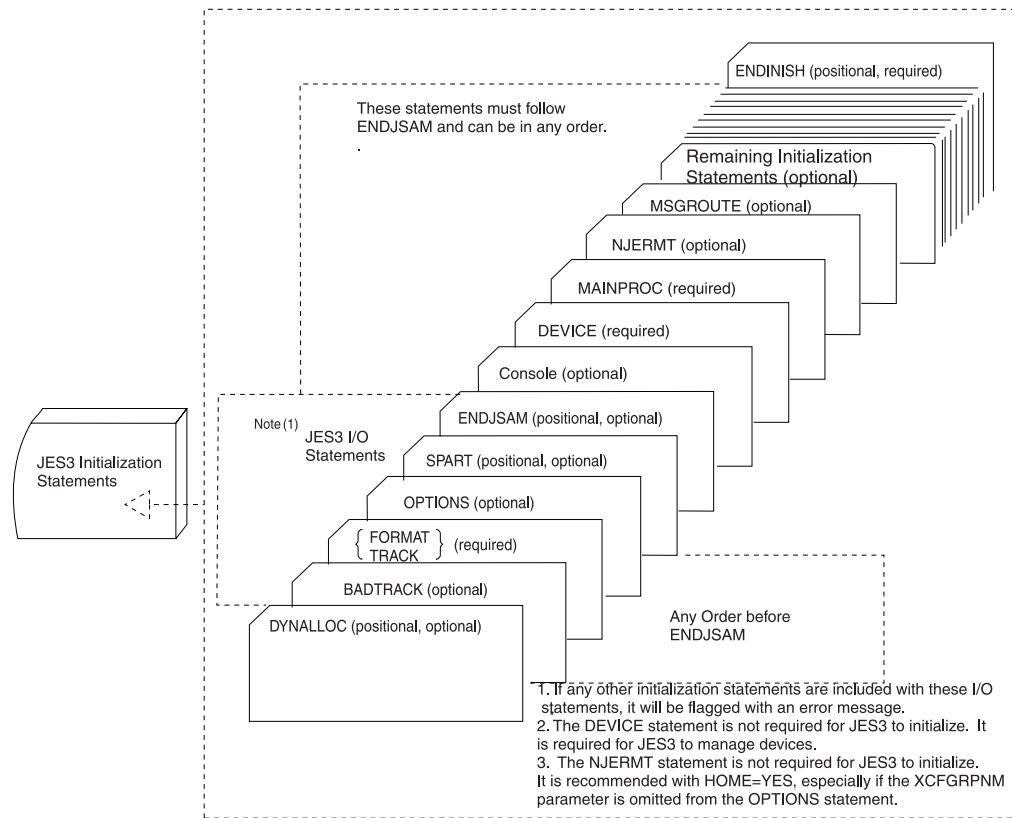 ENDINISH (positional, required)
These statements must follow
ENDJSAM and can be in any order.
.
Remaining Initialization
Statements (optional)
MSGROUTE (optional)
NJERMT (optional)
MAINPROC (required)
DEVICE (required)
Console (optional)
ENDJSAM (positional, optional)
Note (1)
JES3 I/O
Statements
SPART (positional, optional)
JES3 Initialization
Statements
OPTIONS (optional)
{ FORMAT
TRACK } (required)
BADTRACK (optional)
DYNALLOC (positional, optional)
Any Order before
ENDJSAM
1. If any other initialization statements are included with these I/O
statements, it will be flagged with an error message.
2. The DEVICE statement is not required for JES3 to initialize. It
is required for JES3 to manage devices.
3. The NJERMT statement is not required for JES3 to initialize.
It is recommended with HOME=YES, especially if the XCFGRPNM
parameter is omitted from the OPTIONS statement.